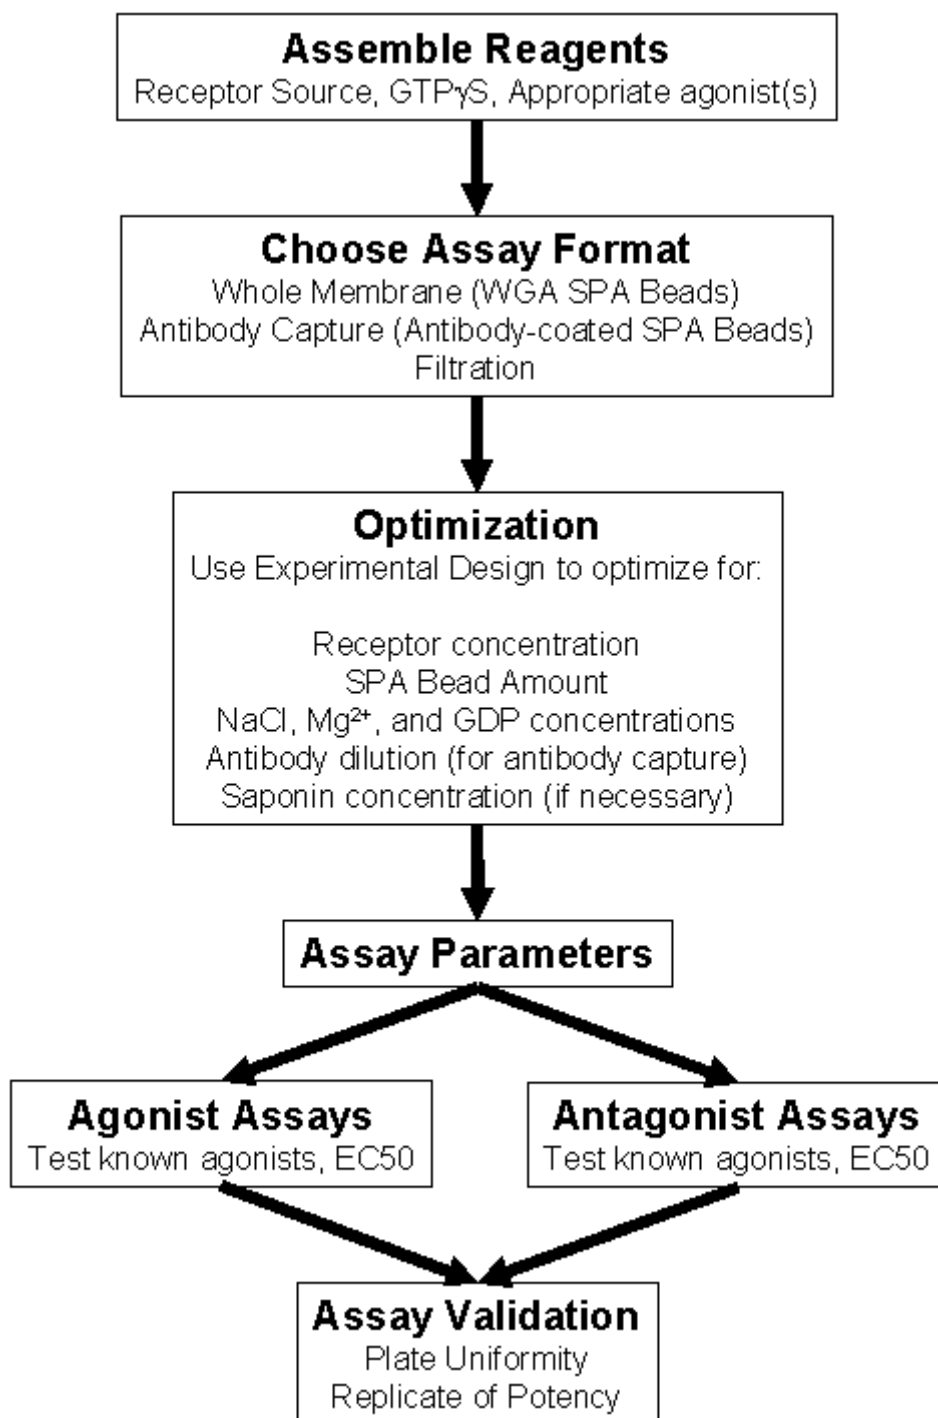 Assemble Reagents
Receptor Source, GTPγS, Appropriate agonist(s)
Choose Assay Format
Whole Membrane (WGA SPA Beads)
Antibody Capture (Antibody-coated SPA Beads)
Filtration
Optimization
Use Experimental Design to optimize for:
Receptor concentration
SPA Bead Amount
NaCl, Mg²⁺, and GDP concentrations
Antibody dilution (for antibody capture)
Saponin concentration (if necessary)
Assay Parameters
Agonist Assays
Test known agonists, EC50
Antagonist Assays
Test known agonists, EC50
Assay Validation
Plate Uniformity
Replicate of Potency